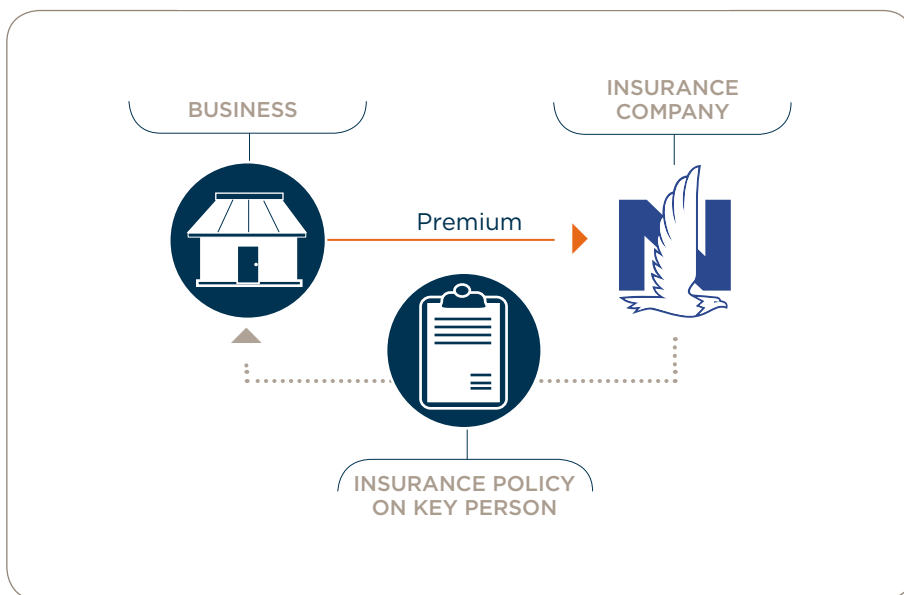 BUSINESS
INSURANCE
COMPANY
Premium
N
INSURANCE POLICY
ON KEY PERSON